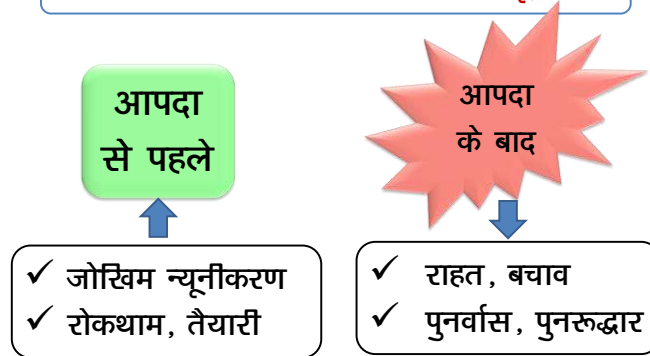 आपदा
से पहले
आपदा
के बाद
✓ जोखिम न्यूनीकरण
✓ रोकथाम, तैयारी
✓ राहत, बचाव
✓ पुनर्वास, पुनरूद्धार